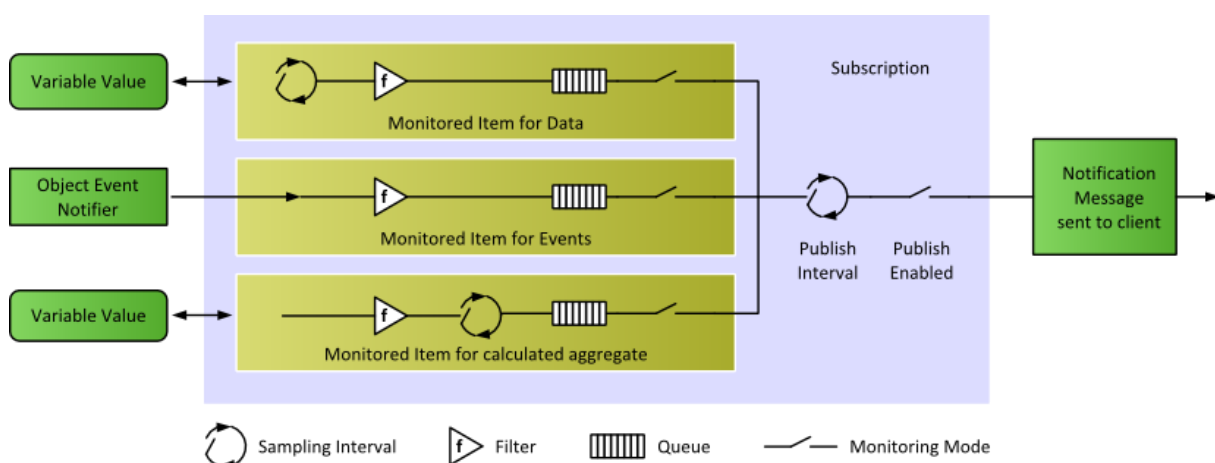 Variable Value
Monitored Item for Data
Subscription
Object Event
Notifier
f
Monitored Item for Events
Publish
Interval
Publish
Enabled
Notification
Message
sent to client
Variable Value
f
Monitored Item for calculated aggregate
f
Sampling Interval
f
Filter
Queue
Monitoring Mode